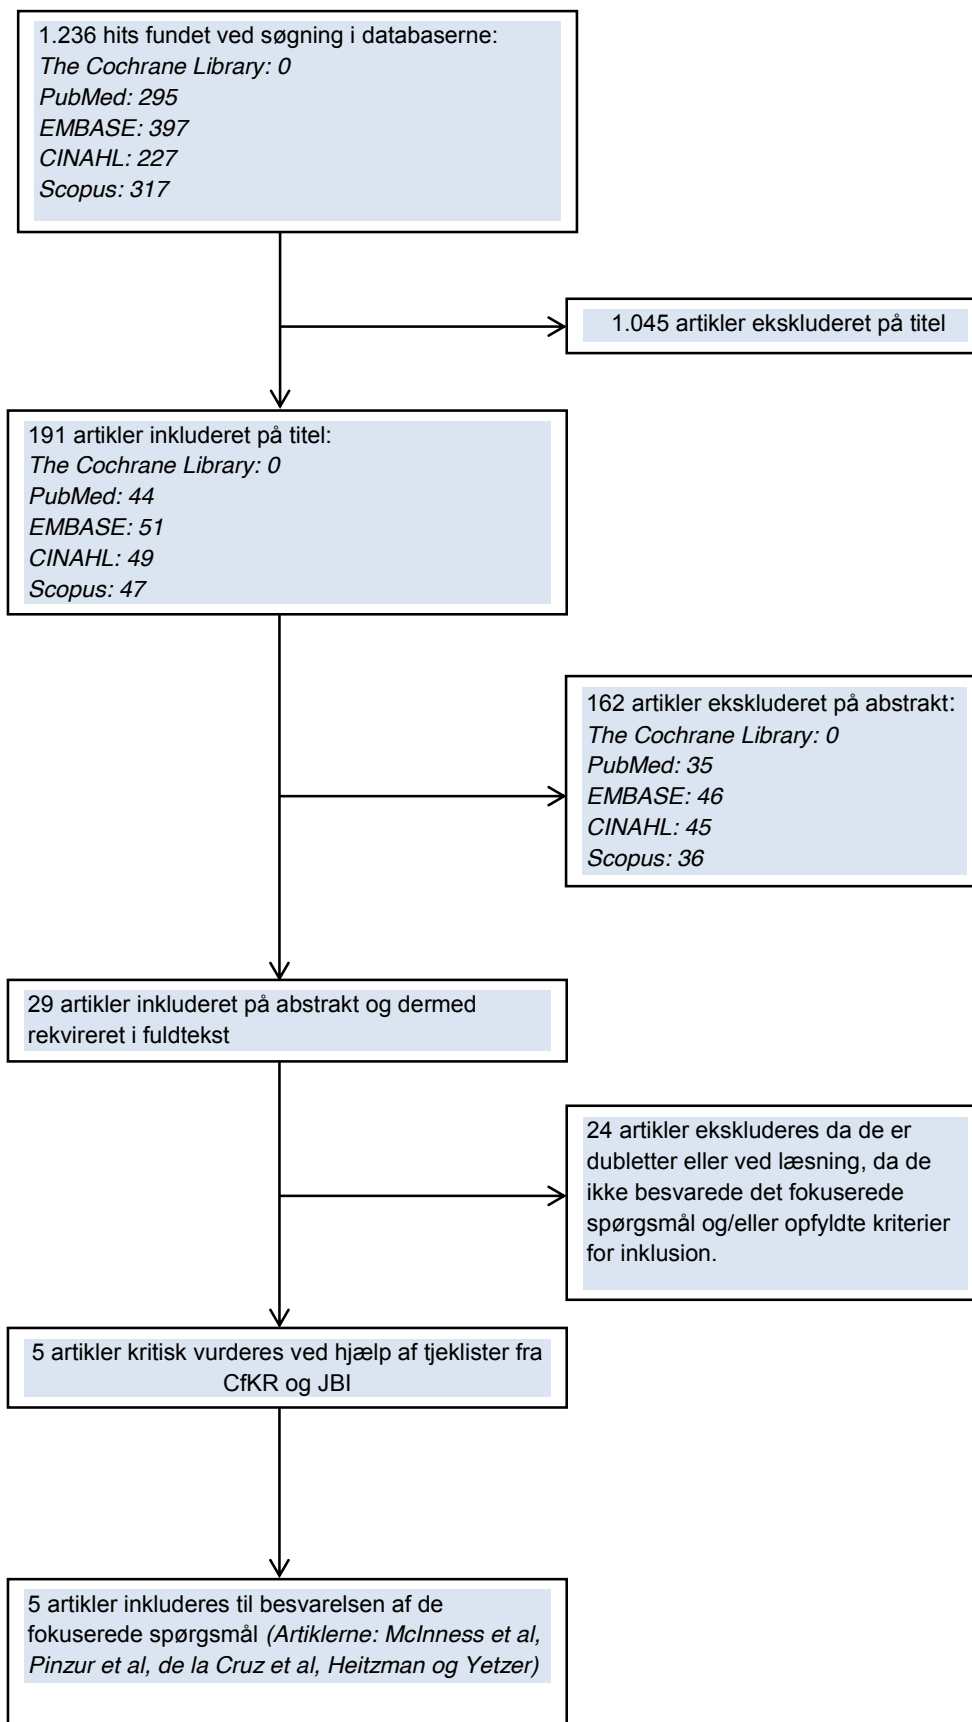 1.236 hits fundet ved søgning i databaserne:
The Cochrane Library: 0
PubMed: 295
EMBASE: 397
CINAHL: 227
Scopus: 317
1.045 artikler ekskluderet på titel
191 artikler inkluderet på titel:
The Cochrane Library: 0
PubMed: 44
EMBASE: 51
CINAHL: 49
Scopus: 47
162 artikler ekskluderet på abstrakt:
The Cochrane Library: 0
PubMed: 35
EMBASE: 46
CINAHL: 45
Scopus: 36
29 artikler inkluderet på abstrakt og dermed
rekvireret i fuldtekst
24 artikler ekskluderes da de er
dubletter eller ved læsning, da de
ikke besvarede det fokuserede
spørgsmål og/eller opfyldte kriterier
for inklusion.
5 artikler kritisk vurderes ved hjælp af tjeklister fra
CfKR og JBI
5 artikler inkluderes til besvarelsen af de
fokuserede spørgsmål (Artiklerne: McInness et al,
Pinzur et al, de la Cruz et al, Heitzman og Yetzer)